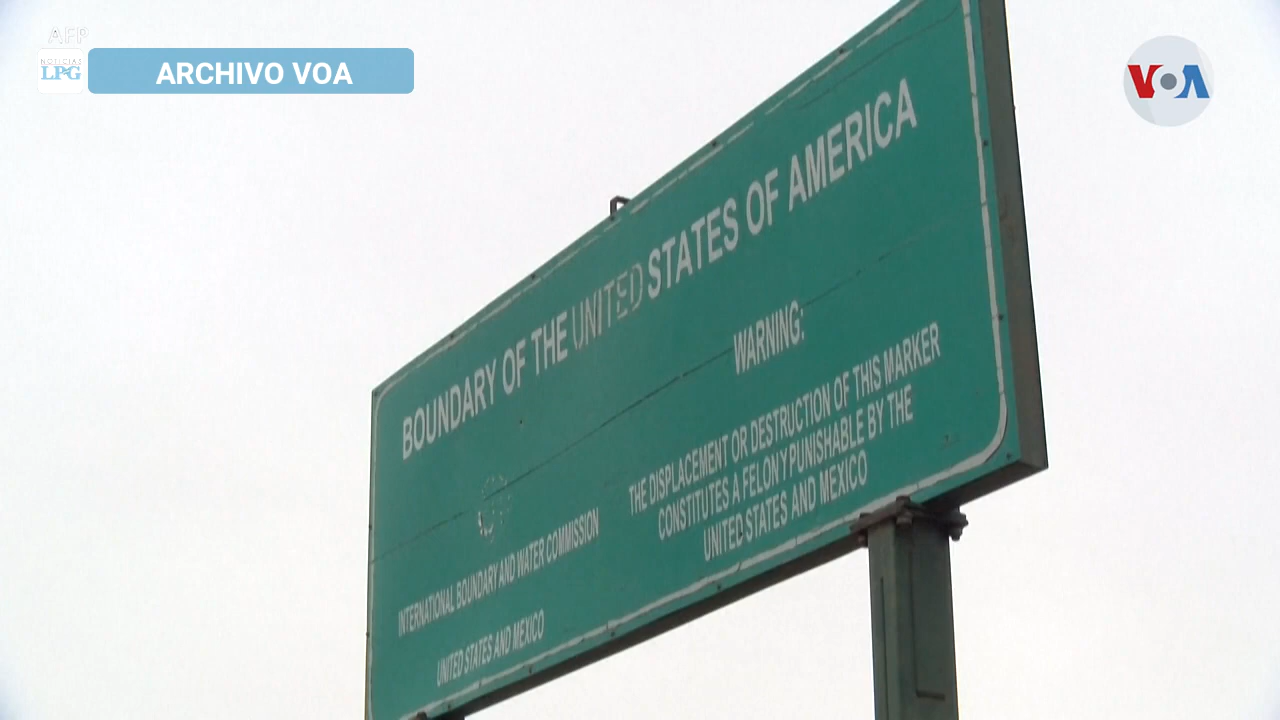 AFP
NOTICIAS
LPG
ARCHIVO VOA
VOA
BOUNDARY OF THE UNITED STATES OF AMERICA
WARNING:
THE DISPLACEMENT OR DESTRUCTION OF THIS MARKER
CONSTITUTES A FELONY PUNISHABLE BY THE
UNITED STATES AND MEXICO
INTERNATIONAL BOUNDARY AND WATER COMMISSION
UNITED STATES AND MEXICO